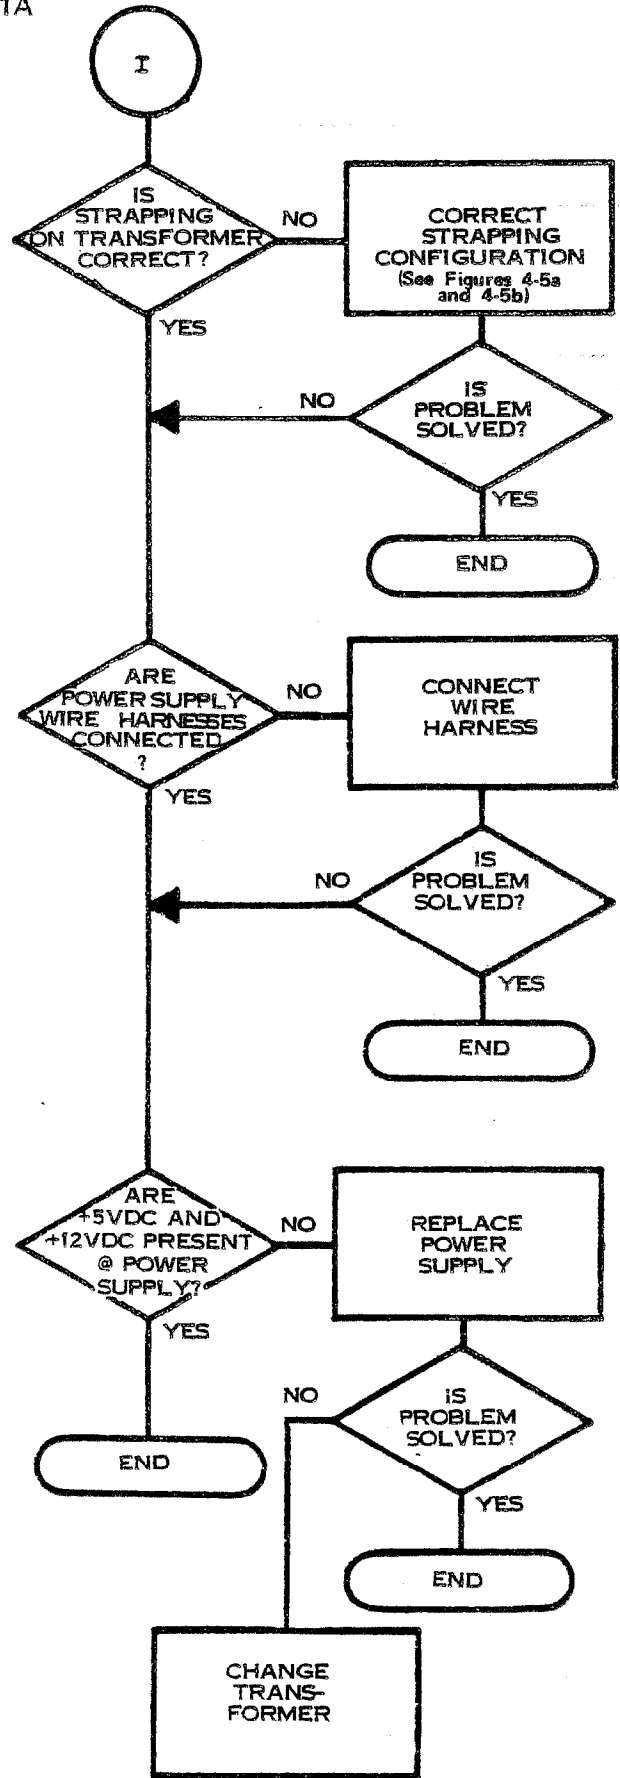 1A
I
IS
STRAPPING
ON TRANSFORMER
CORRECT?
NO
CORRECT
STRAPPING
CONFIGURATION
(See Figures 4-5a
and 4-5b)
YES
NO
IS
PROBLEM
SOLVED?
YES
END
ARE
POWER SUPPLY
WIRE HARNESSES
CONNECTED
?
NO
CONNECT
WIRE
HARNESS
YES
NO
IS
PROBLEM
SOLVED?
YES
END
ARE
+5VDC AND
+12VDC PRESENT
@ POWER
SUPPLY?
NO
REPLACE
POWER
SUPPLY
YES
NO
IS
PROBLEM
SOLVED?
END
YES
END
CHANGE
TRANS-
FORMER